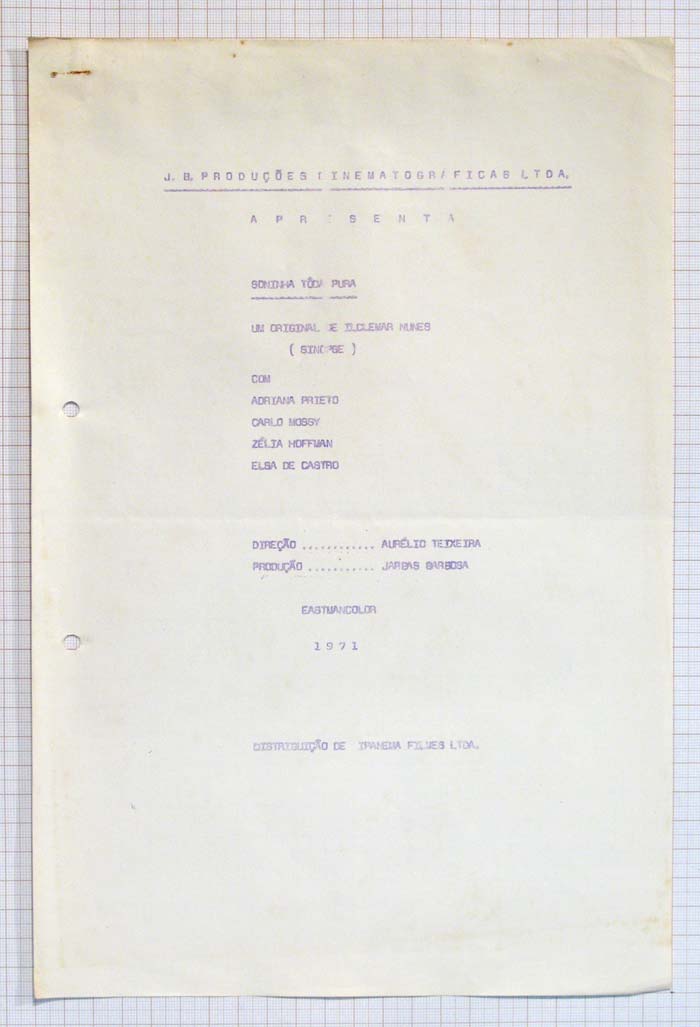 J. B. PRODUÇÕES CINEMATOGRÁFICAS LTDA.
A P R E S E N T A
SONINHA TÔDA PURA
UM ORIGINAL DE ILCLEMAR NUNES
( SINOPSE )
COM
ADRIANA PRIETO
CARLO MOSSY
ZÉLIA HOFFMAN
ELSA DE CASTRO
DIREÇÃO ............ AURÉLIO TEIXEIRA
PRODUÇÃO ........... JARBAS BARBOSA
EASTMANCOLOR
1 9 7 1
DISTRIBUIÇÃO DE IPANEMA FILMES LTDA.